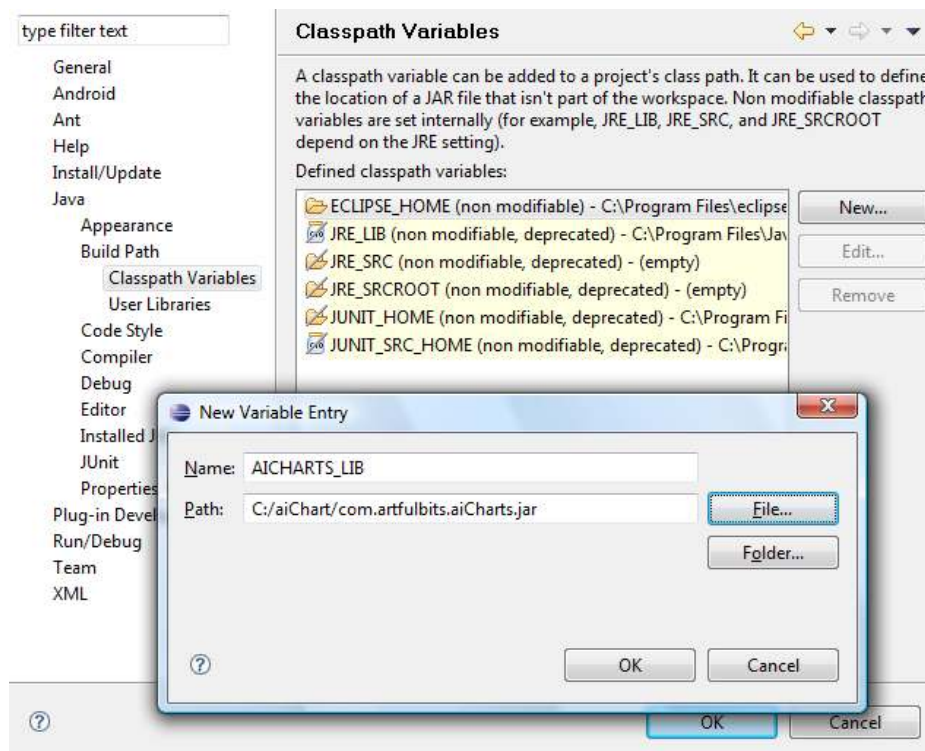 type filter text
General
Android
Ant
Help
Install/Update
Java
Appearance
Build Path
Classpath Variables
User Libraries
Code Style
Compiler
Debug
Editor
Installed J
JUnit
Properties
Plug-in Devel
Run/Debug
Team
XML
Classpath Variables
A classpath variable can be added to a project's class path. It can be used to define
the location of a JAR file that isn't part of the workspace. Non modifiable classpath
variables are set internally (for example, JRE_LIB, JRE_SRC, and JRE_SRCROOT
depend on the JRE setting).
Defined classpath variables:
ECLIPSE_HOME (non modifiable) - C:\Program Files\eclipse
JRE_LIB (non modifiable, deprecated) - C:\Program Files\Jav
JRE_SRC (non modifiable, deprecated) - (empty)
JRE_SRCROOT (non modifiable, deprecated) - (empty)
JUNIT_HOME (non modifiable, deprecated) - C:\Program Fi
JUNIT_SRC_HOME (non modifiable, deprecated) - C:\Progra
New...
Edit...
Remove
New Variable Entry
Name: AICHARTS_LIB
Path: C:/aiChart/com.artfulbits.aiCharts.jar
File...
Folder...
OK
Cancel
OK
Cancel